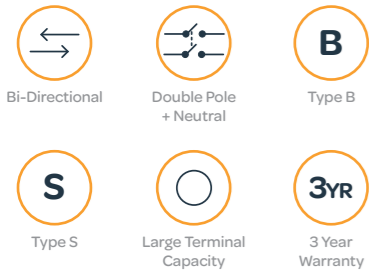 B
Bi-Directional
Double Pole
+ Neutral
Type B
S
3YR
Type S
Large Terminal
Capacity
3 Year
Warranty